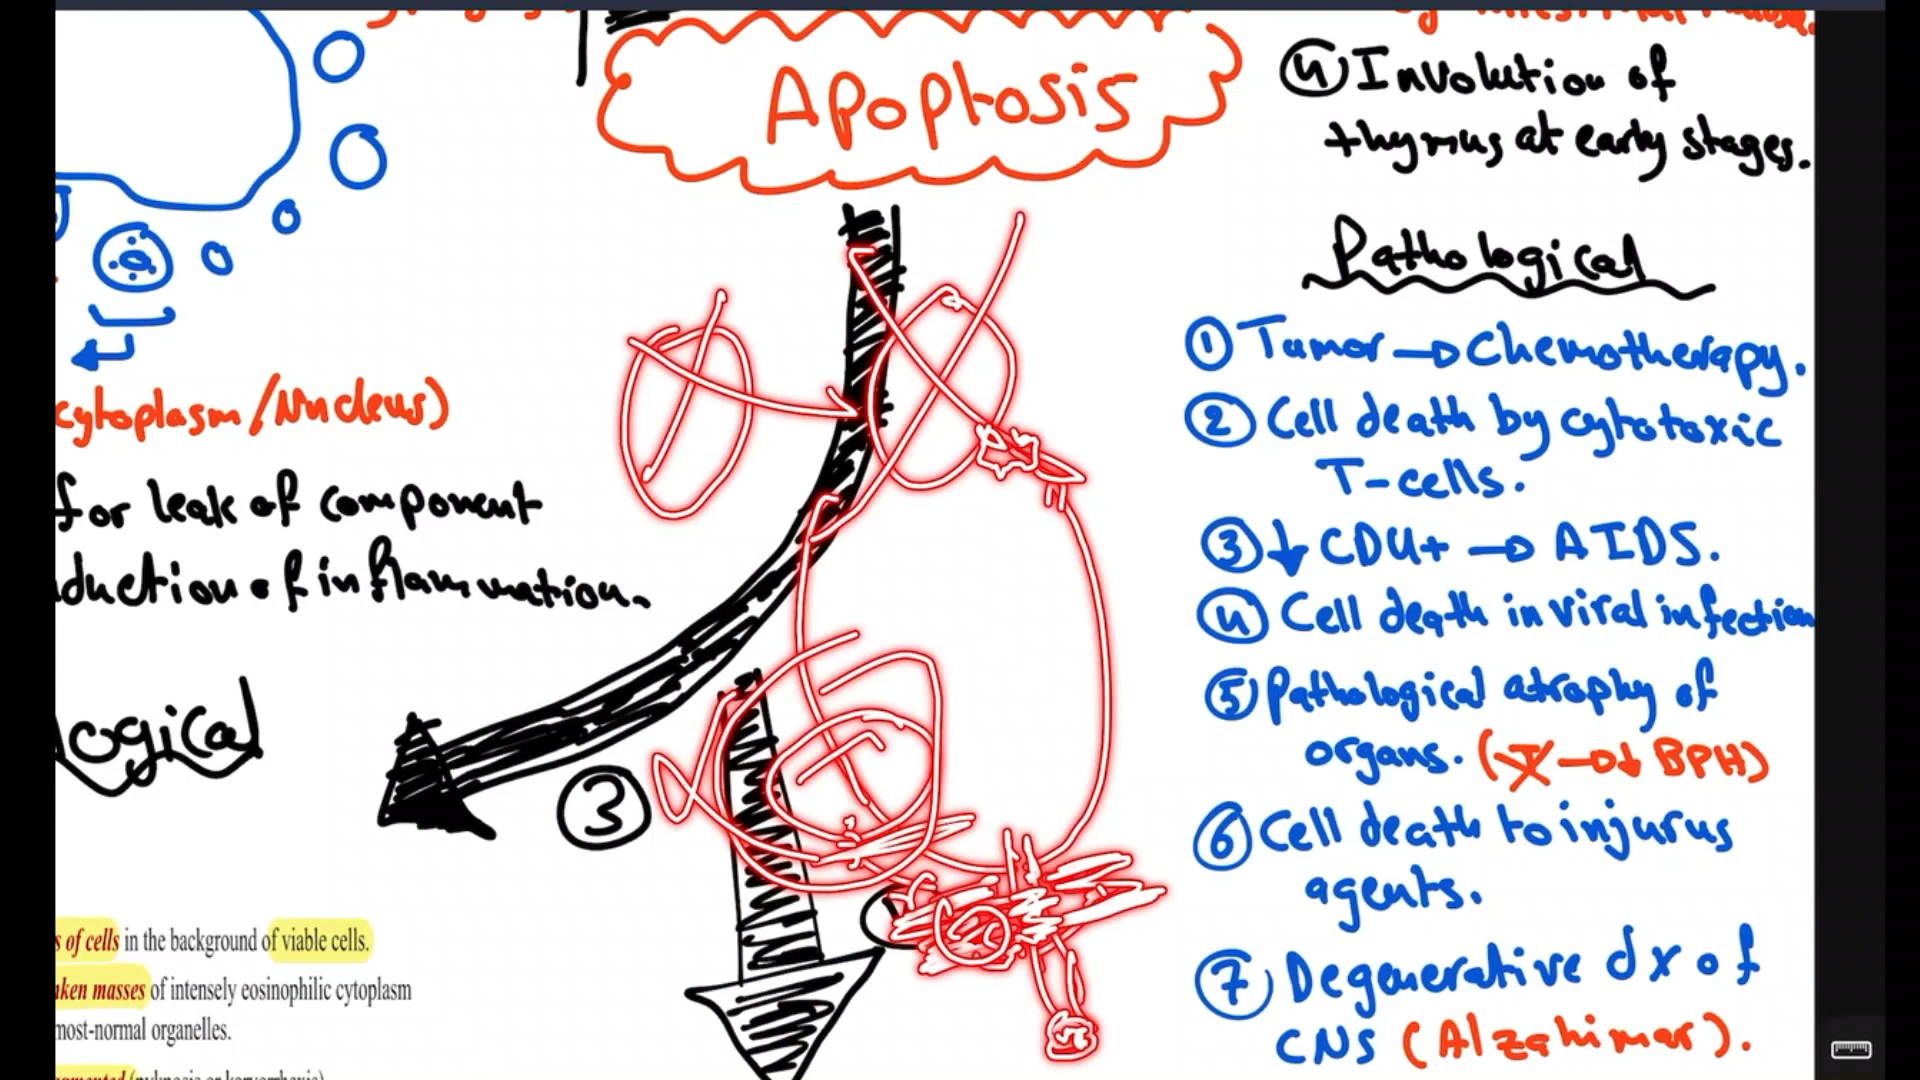 Apoptosis
(4) Involution of
thymus at early stages.
Pathological
(1) Tumor → Chemotherapy.
(2) Cell death by cytotoxic
T-cells.
(3) ↓ CD4+ → AIDS.
(4) Cell death in viral infection
(5) Pathological atrophy of
organs. (T → ↓ BPH)
(6) Cell death to injurus
agents.
(7) Degenerative dx of
CNS (Alzahimar).
cytoplasm/Nucleus)
for leak of component
duction of inflammation.
logical
3
s of cells in the background of viable cells.
ken masses of intensely eosinophilic cytoplasm
most-normal organelles.